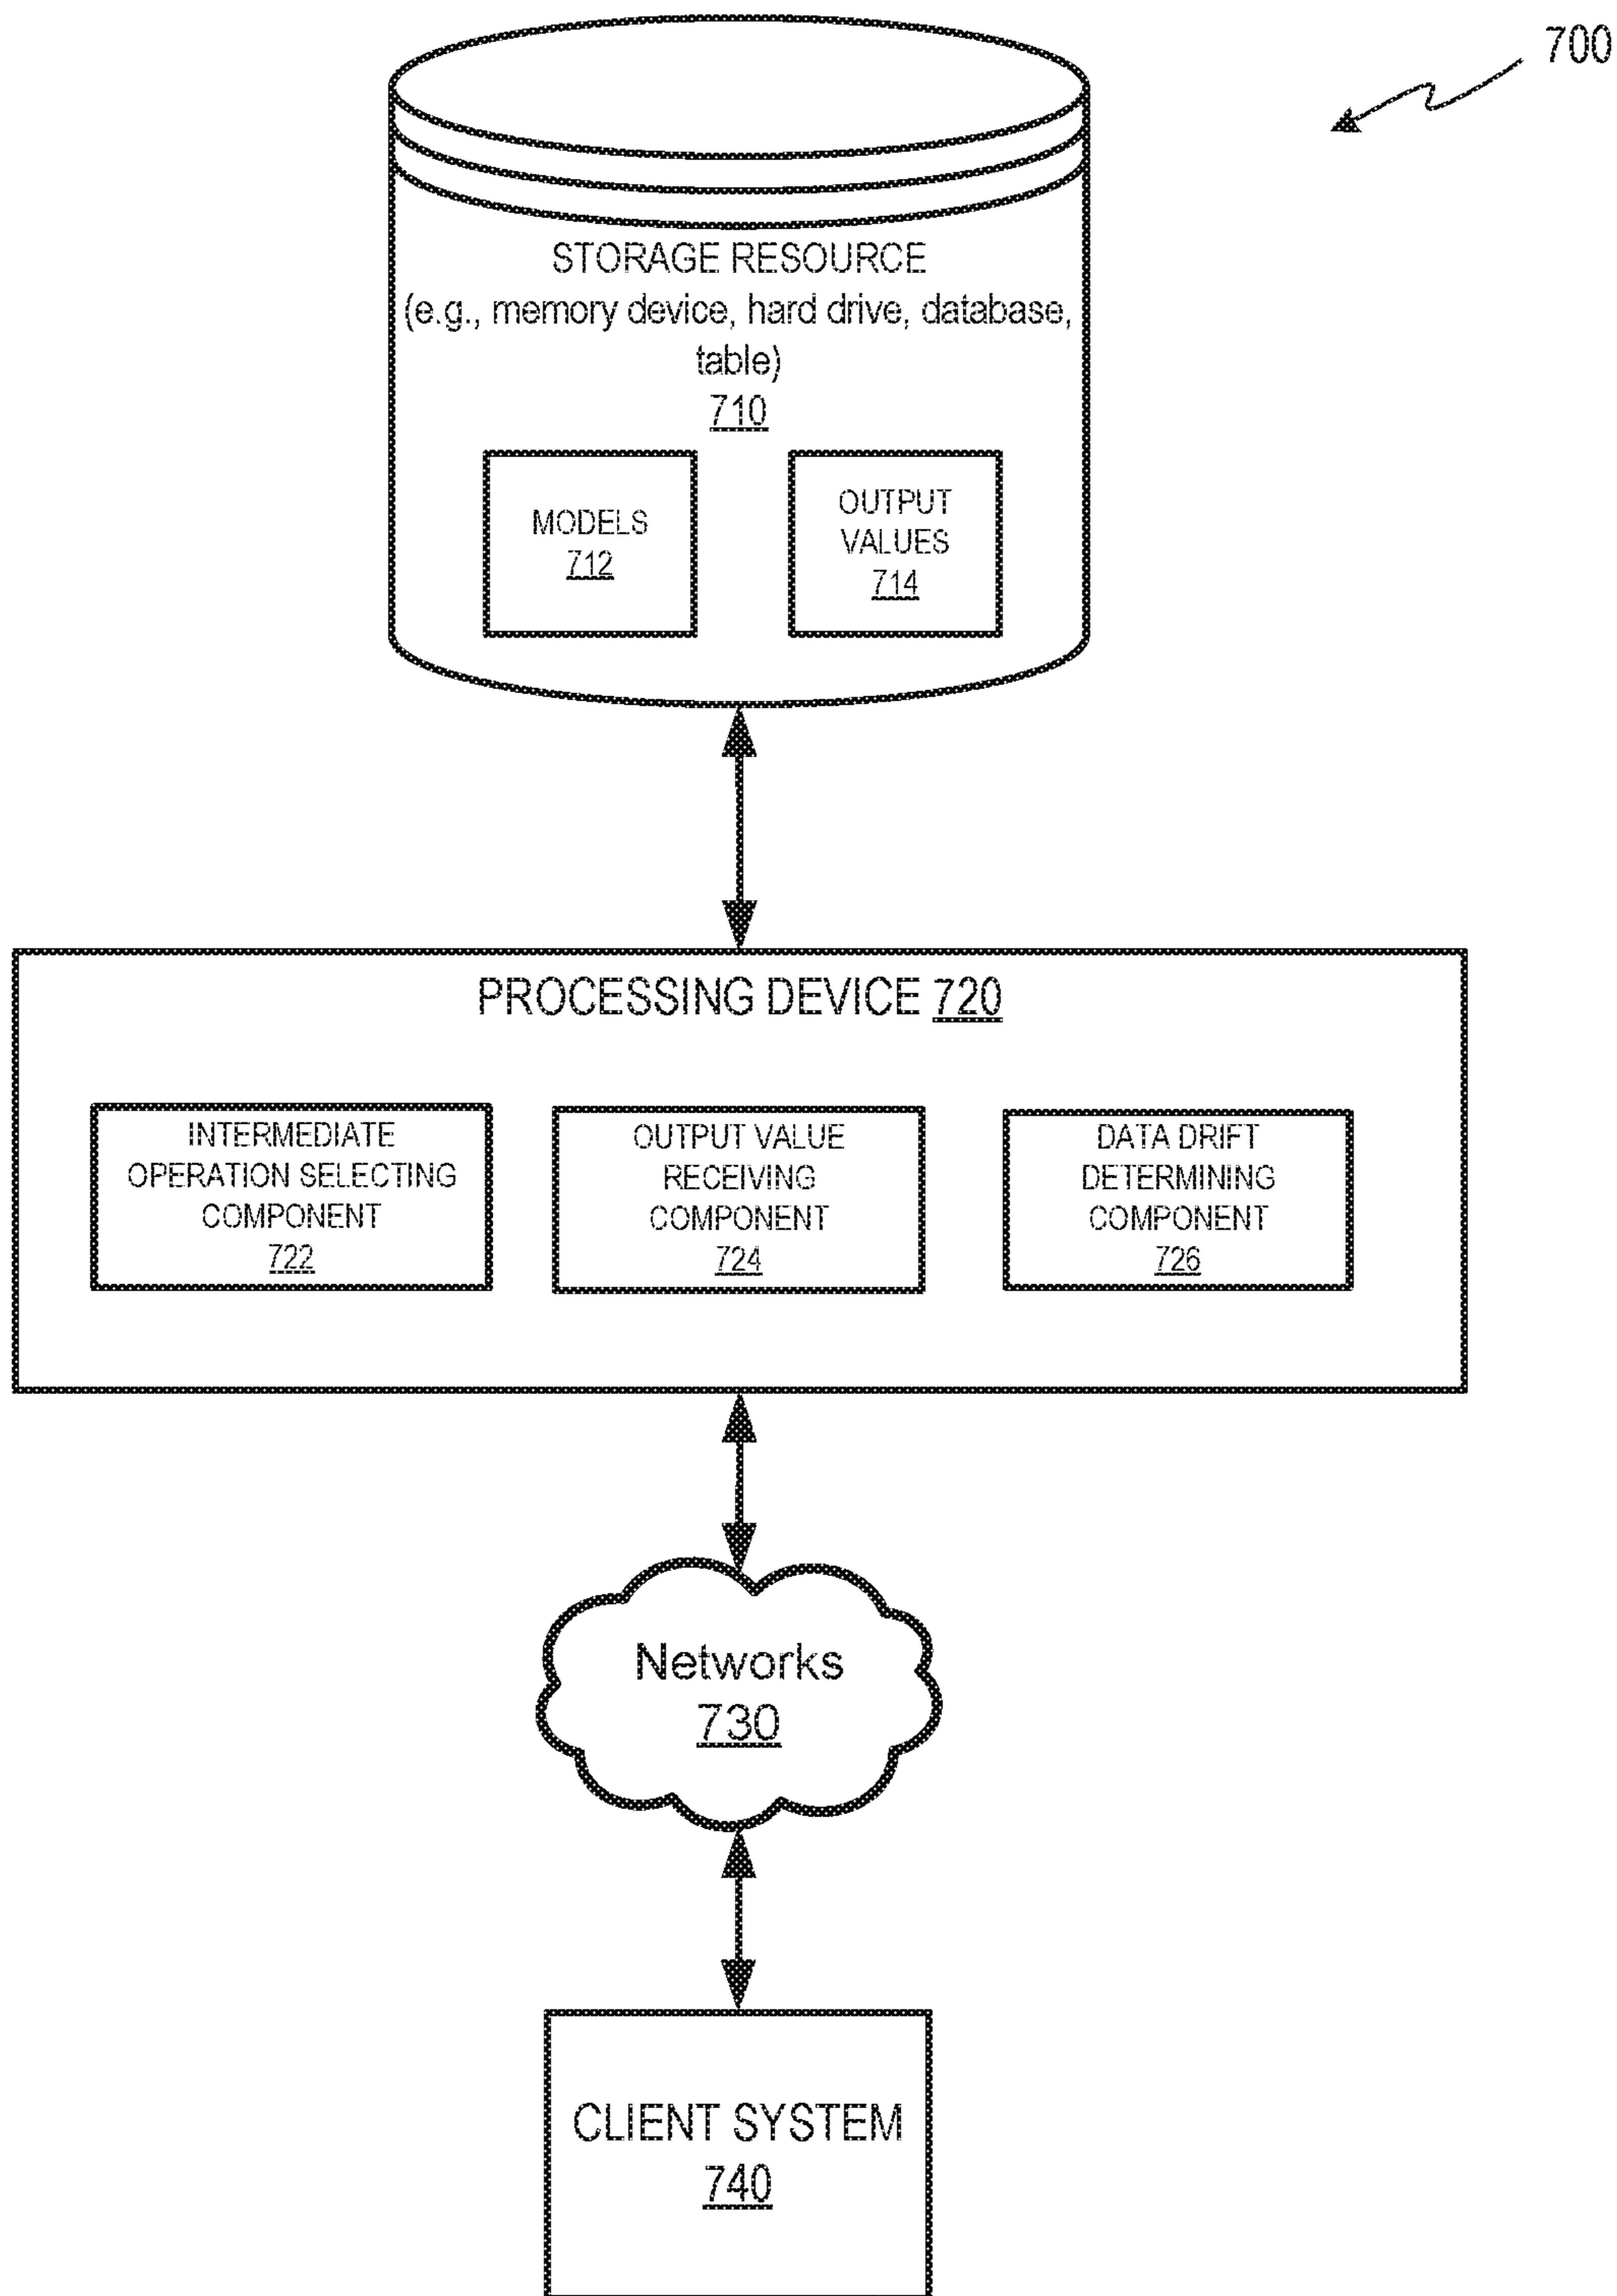 700
STORAGE RESOURCE
(e.g., memory device, hard drive, database,
table)
710
MODELS
712
OUTPUT
VALUES
714
PROCESSING DEVICE 720
INTERMEDIATE
OPERATION SELECTING
COMPONENT
722
OUTPUT VALUE
RECEIVING
COMPONENT
724
DATA DRIFT
DETERMINING
COMPONENT
726
Networks
730
CLIENT SYSTEM
740